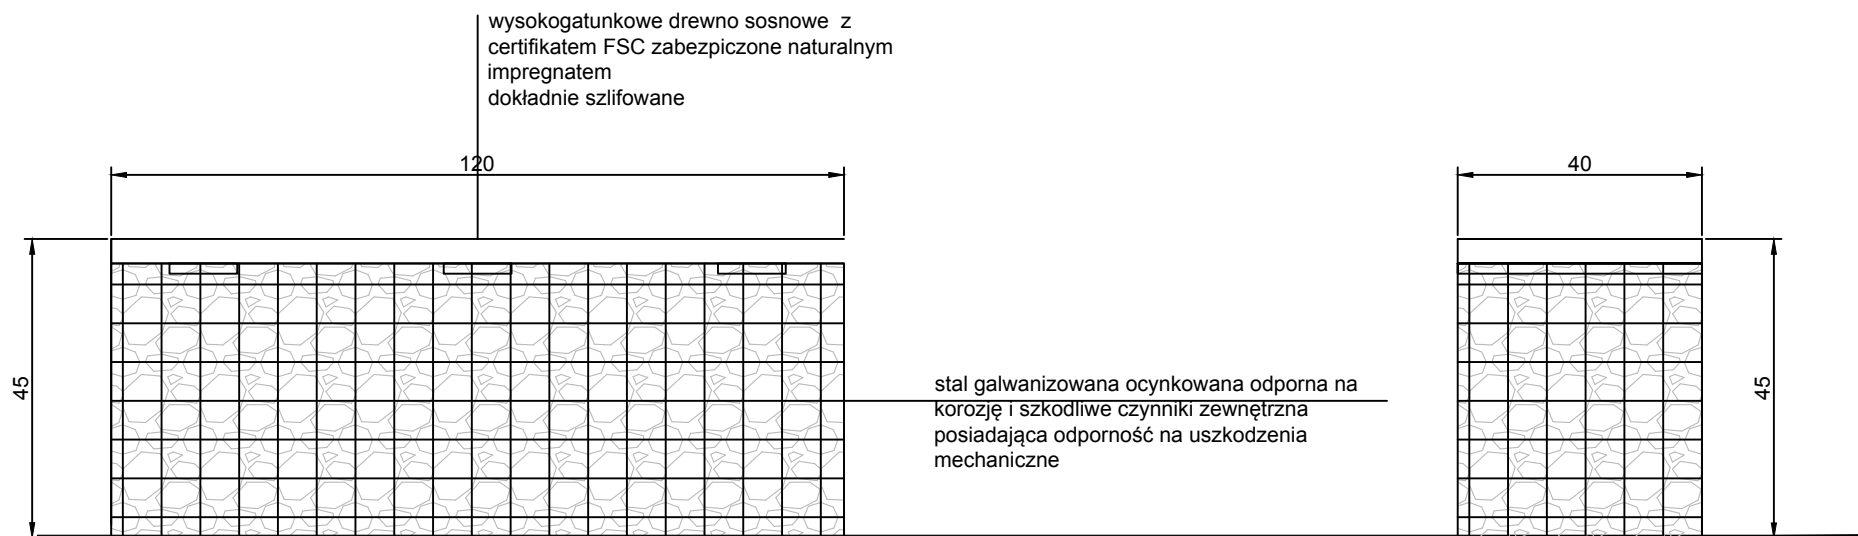 wysokogatunkowe drewno sosnowe z
certifikatem FSC zabezpiczone naturalnym
impregnatem
dokładnie szlifowane
120
40
45
stal galwanizowana ocynkowana odporna na
korozję i szkodliwe czynniki zewnętrzna
posiadająca odporność na uszkodzenia
mechaniczne
45